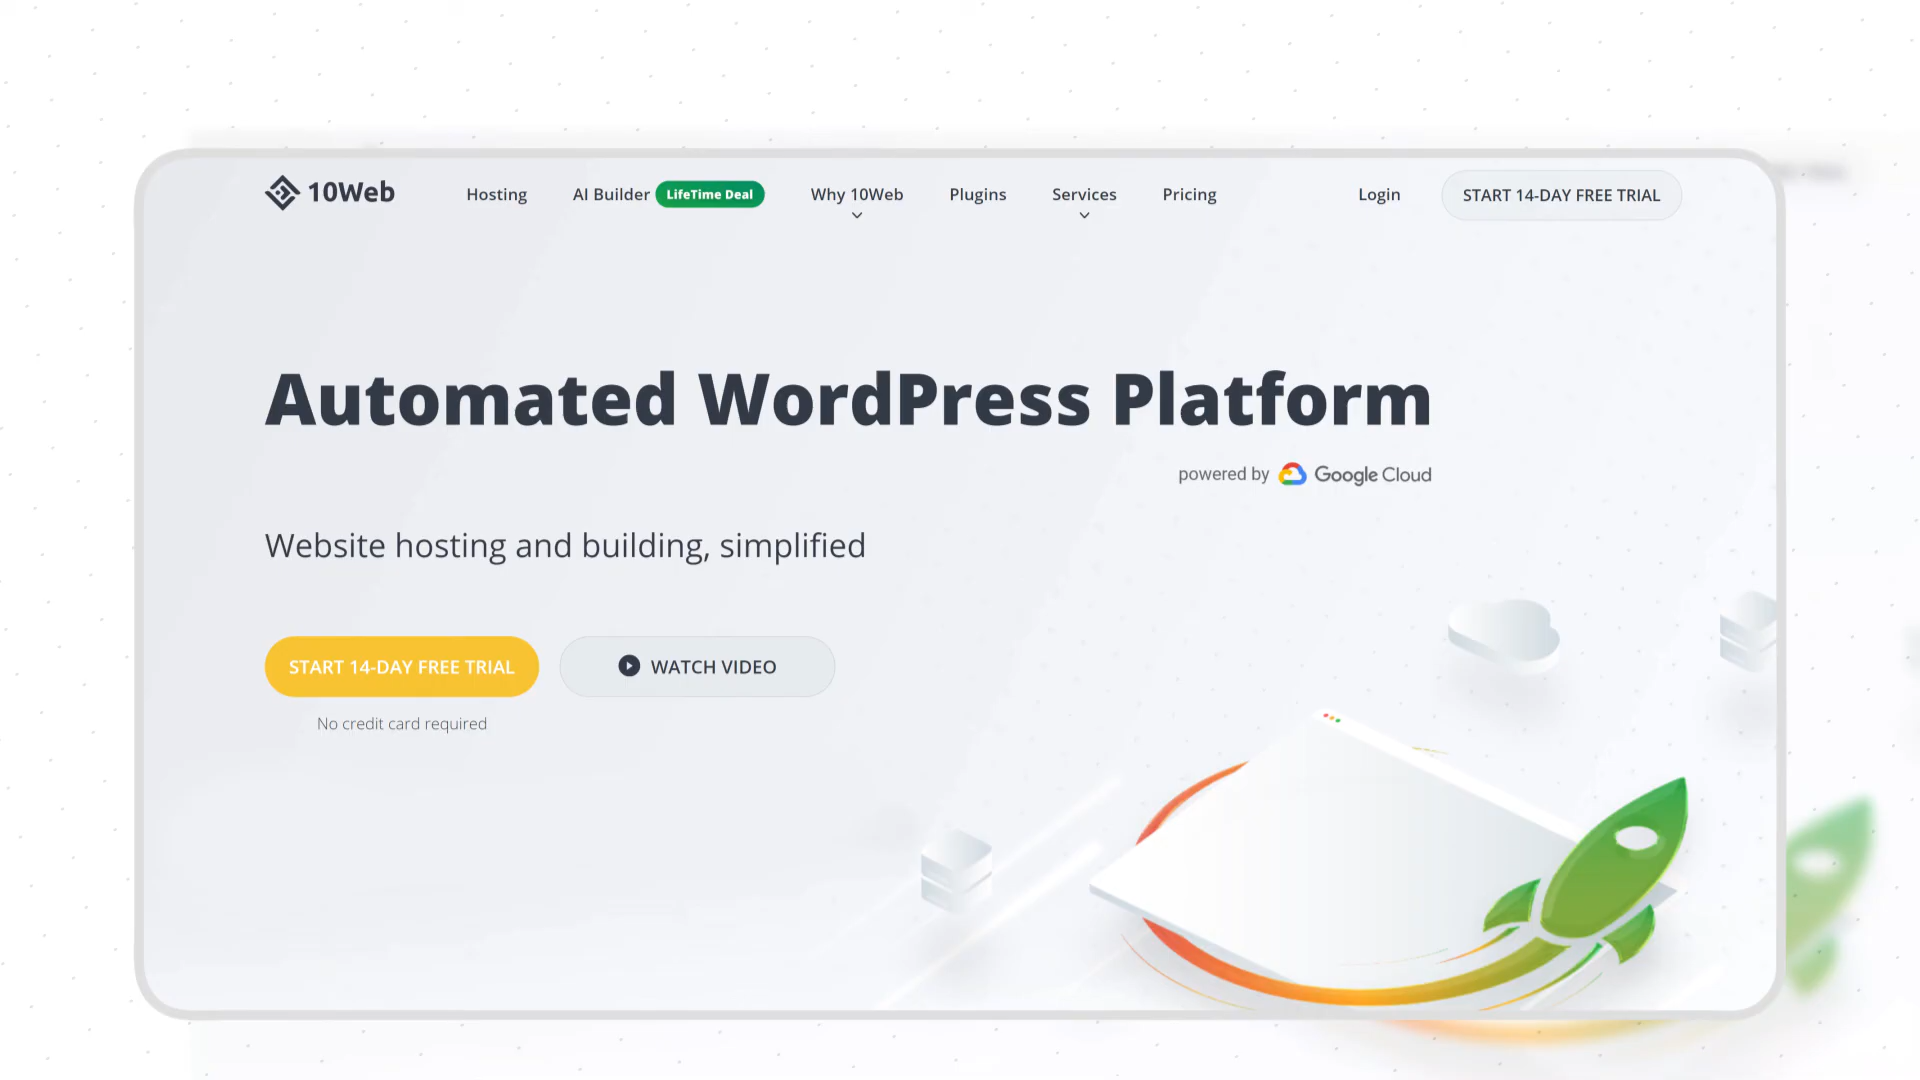 10Web
Hosting
AI Builder LifeTime Deal
Why 10Web
Plugins
Services
Pricing
Login
START 14-DAY FREE TRIAL
Automated WordPress Platform
powered by Google Cloud
Website hosting and building, simplified
START 14-DAY FREE TRIAL
WATCH VIDEO
No credit card required